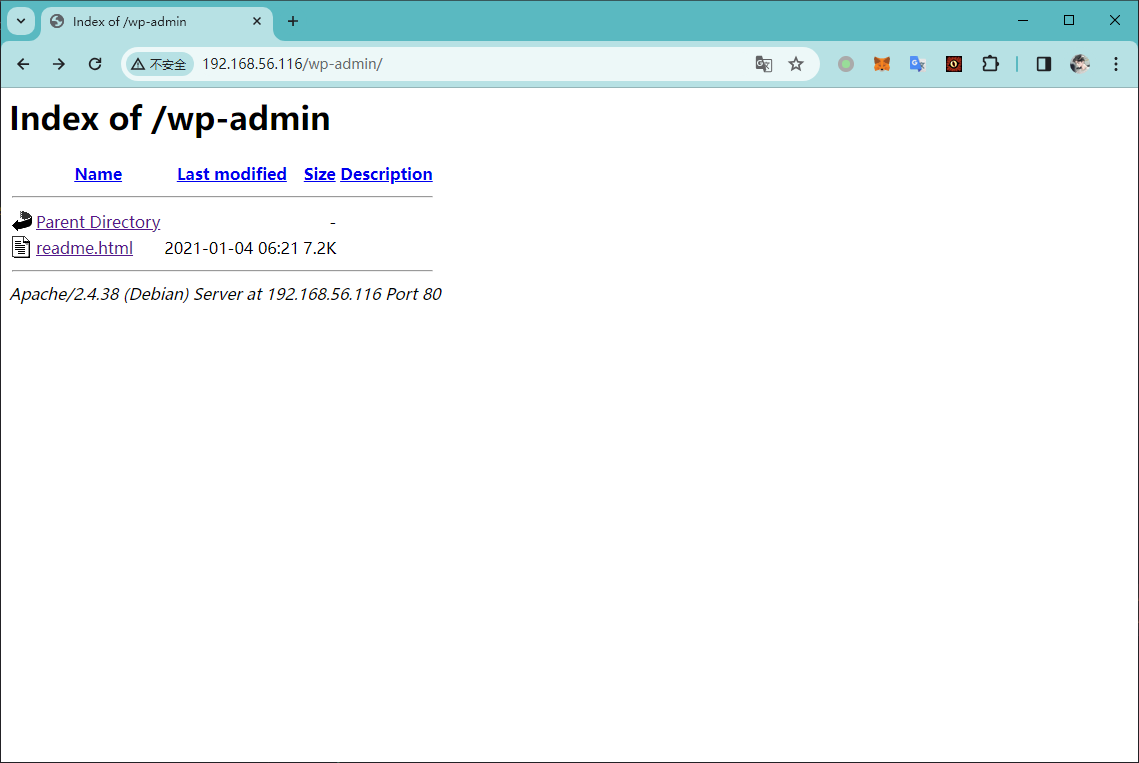 Index of /wp-admin
不安全 192.168.56.116/wp-admin/
Index of /wp-admin
Name Last modified Size Description
Parent Directory -
readme.html 2021-01-04 06:21 7.2K
Apache/2.4.38 (Debian) Server at 192.168.56.116 Port 80